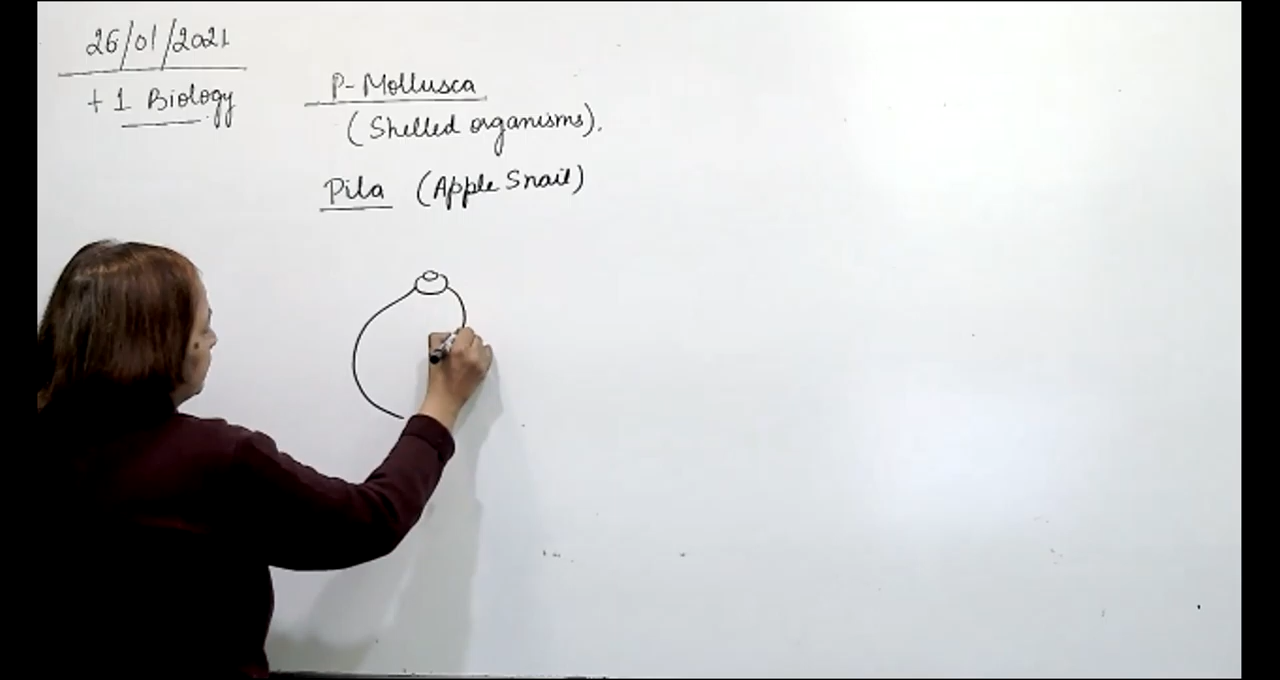 26/01/2021
+1 Biology
P-Mollusca
(Shelled organisms).
Pila (Apple Snail)